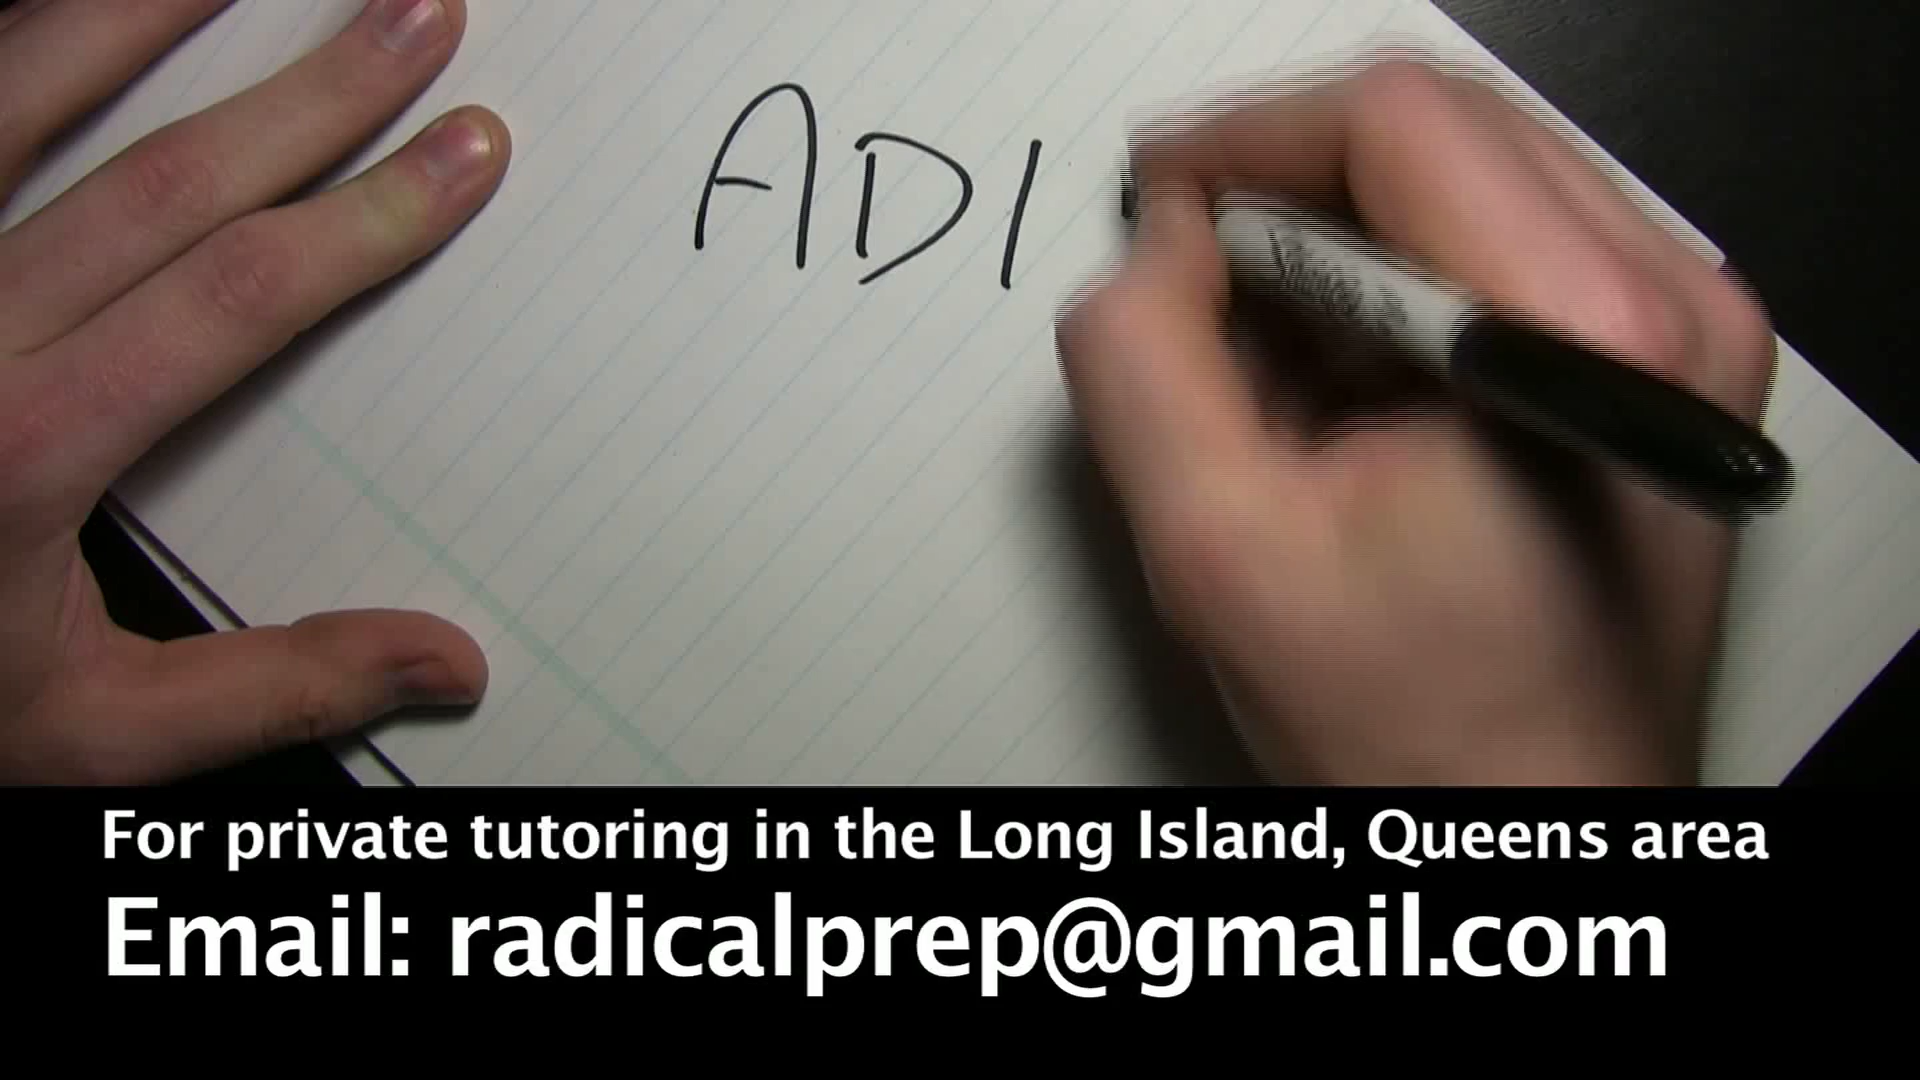 ADI
For private tutoring in the Long Island, Queens area
Email: radicalprep@gmail.com